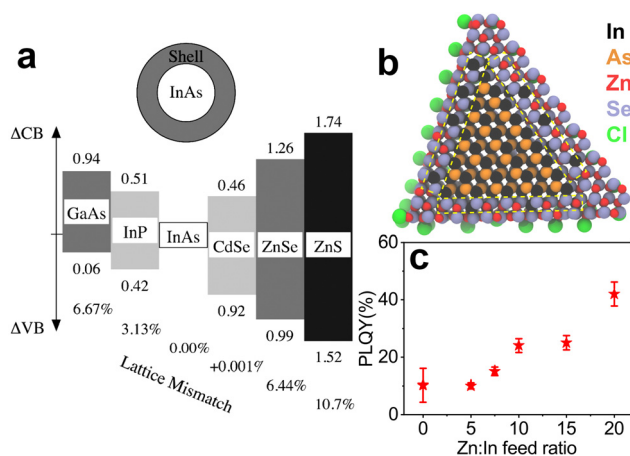 a
Shell
InAs
ΔCB
ΔVB
0.94
GaAs
0.06
6.67%
0.51
InP
0.42
3.13%
InAs
0.00%
0.46
CdSe
0.92
+0.001%
1.26
ZnSe
0.99
6.44%
1.74
ZnS
1.52
10.7%
Lattice Mismatch
b
In
As
Zn
Se
Cl
c
PLQY(%)
60
40
20
0
0 5 10 15 20
Zn:In feed ratio